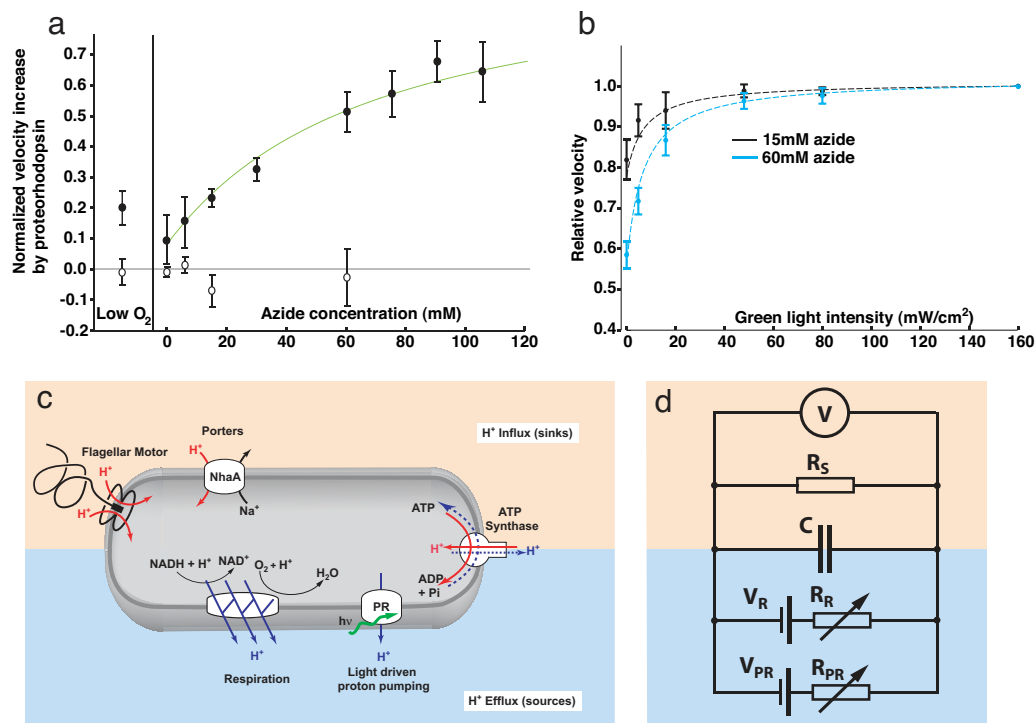 a
Normalized velocity increase
by proteorhodopsin
0.7
0.6
0.5
0.4
0.3
0.2
0.1
0.0
-0.1
-0.2
Low O2
Azide concentration (mM)
0 20 40 60 80 100 120
b
Relative velocity
1.0
0.9
0.8
0.7
0.6
0.5
0.4
15mM azide
60mM azide
Green light intensity (mW/cm²)
0 20 40 60 80 100 120 140 160
c
Porters
H⁺ Influx (sinks)
Flagellar Motor
H⁺
H⁺
H⁺
NhaA
Na⁺
ATP
ATP
Synthase
H⁺
H⁺
ADP
+ Pi
NADH + H⁺
NAD⁺
O₂ + H⁺
H₂O
PR
hν
H⁺
H⁺
Respiration
Light driven
proton pumping
H⁺ Efflux (sources)
d
V
RS
C
VR
RR
VPR
RPR